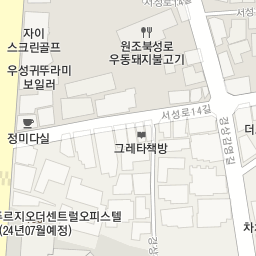 자이
스크린골프
원조북성로
우동돼지불고기
우성귀뚜라미
보일러
서성로14길
정미다실
그레타책방
경상감영길
더
경상
푸르지오더센트럴오피스텔
(24년07월예정)
차